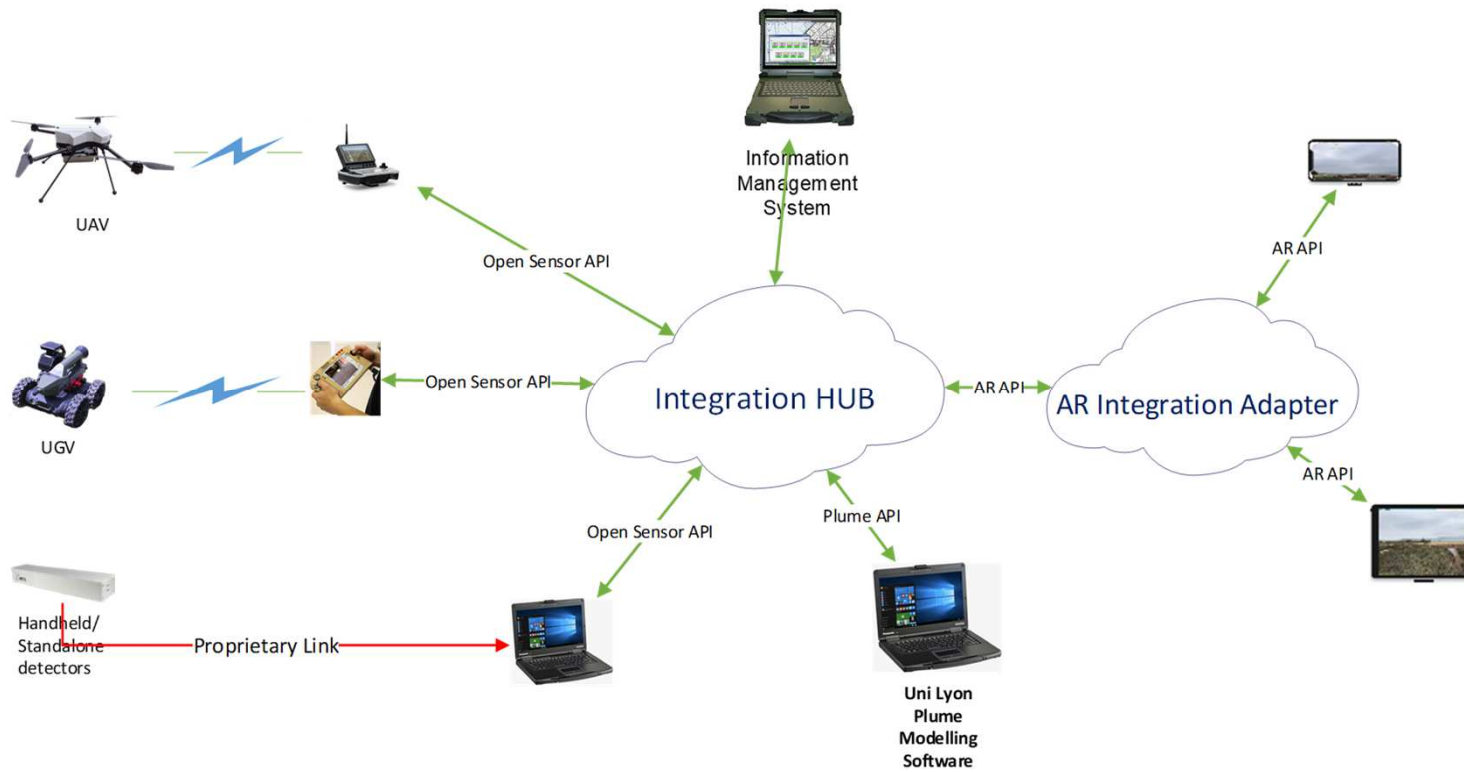 Information
Management
System
UAV
Open Sensor API
AR API
UGV
Open Sensor API
Integration HUB
AR API
AR Integration Adapter
AR API
Open Sensor API
Plume API
Handheld/
Standalone
detectors
Proprietary Link
Uni Lyon
Plume
Modelling
Software